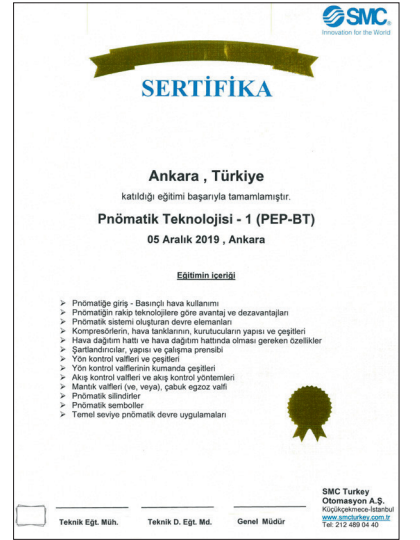 SMC
Innovation for the World
SERTİFİKA
Ankara , Türkiye
katıldığı eğitimi başarıyla tamamlamıştır.
Pnömatik Teknolojisi - 1 (PEP-BT)
05 Aralık 2019 , Ankara
Eğitimin içeriği
➢ Pnömatiğe giriş - Basınçlı hava kullanımı
➢ Pnömatiğin rakip teknolojilere göre avantaj ve dezavantajları
➢ Pnömatik sistemi oluşturan devre elemanları
➢ Kompresörlerin, hava tanklarının, kurutucuların yapısı ve çeşitleri
➢ Hava dağıtım hattı ve hava dağıtım hattında olması gereken özellikler
➢ Şartlandırıcılar, yapısı ve çalışma prensibi
➢ Yön kontrol valfleri ve çeşitleri
➢ Yön kontrol valflerinin kumanda çeşitleri
➢ Akış kontrol valfleri ve akış kontrol yöntemleri
➢ Mantık valfleri (ve, veya), çabuk egzoz valfi
➢ Pnömatik silindirler
➢ Pnömatik semboller
➢ Temel seviye pnömatik devre uygulamaları
Teknik Eğt. Müh. Teknik D. Eğt. Md. Genel Müdür
SMC Turkey
Otomasyon A.Ş.
Küçükçekmece-İstanbul
www.smcturkey.com.tr
Tel: 212 489 04 40